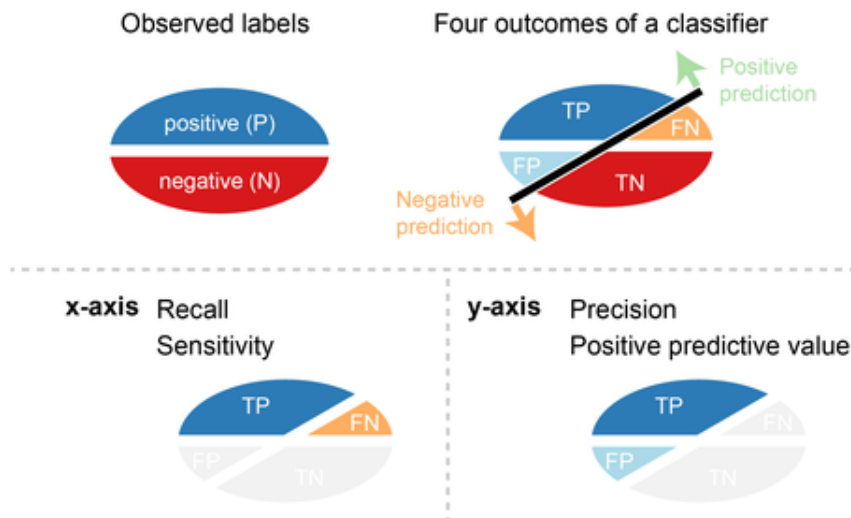 Observed labels
Four outcomes of a classifier
positive (P)
negative (N)
Positive
prediction
TP
FN
FP
TN
Negative
prediction
x-axis Recall
Sensitivity
TP
FN
FP
TN
y-axis Precision
Positive predictive value
TP
FN
FP
TN